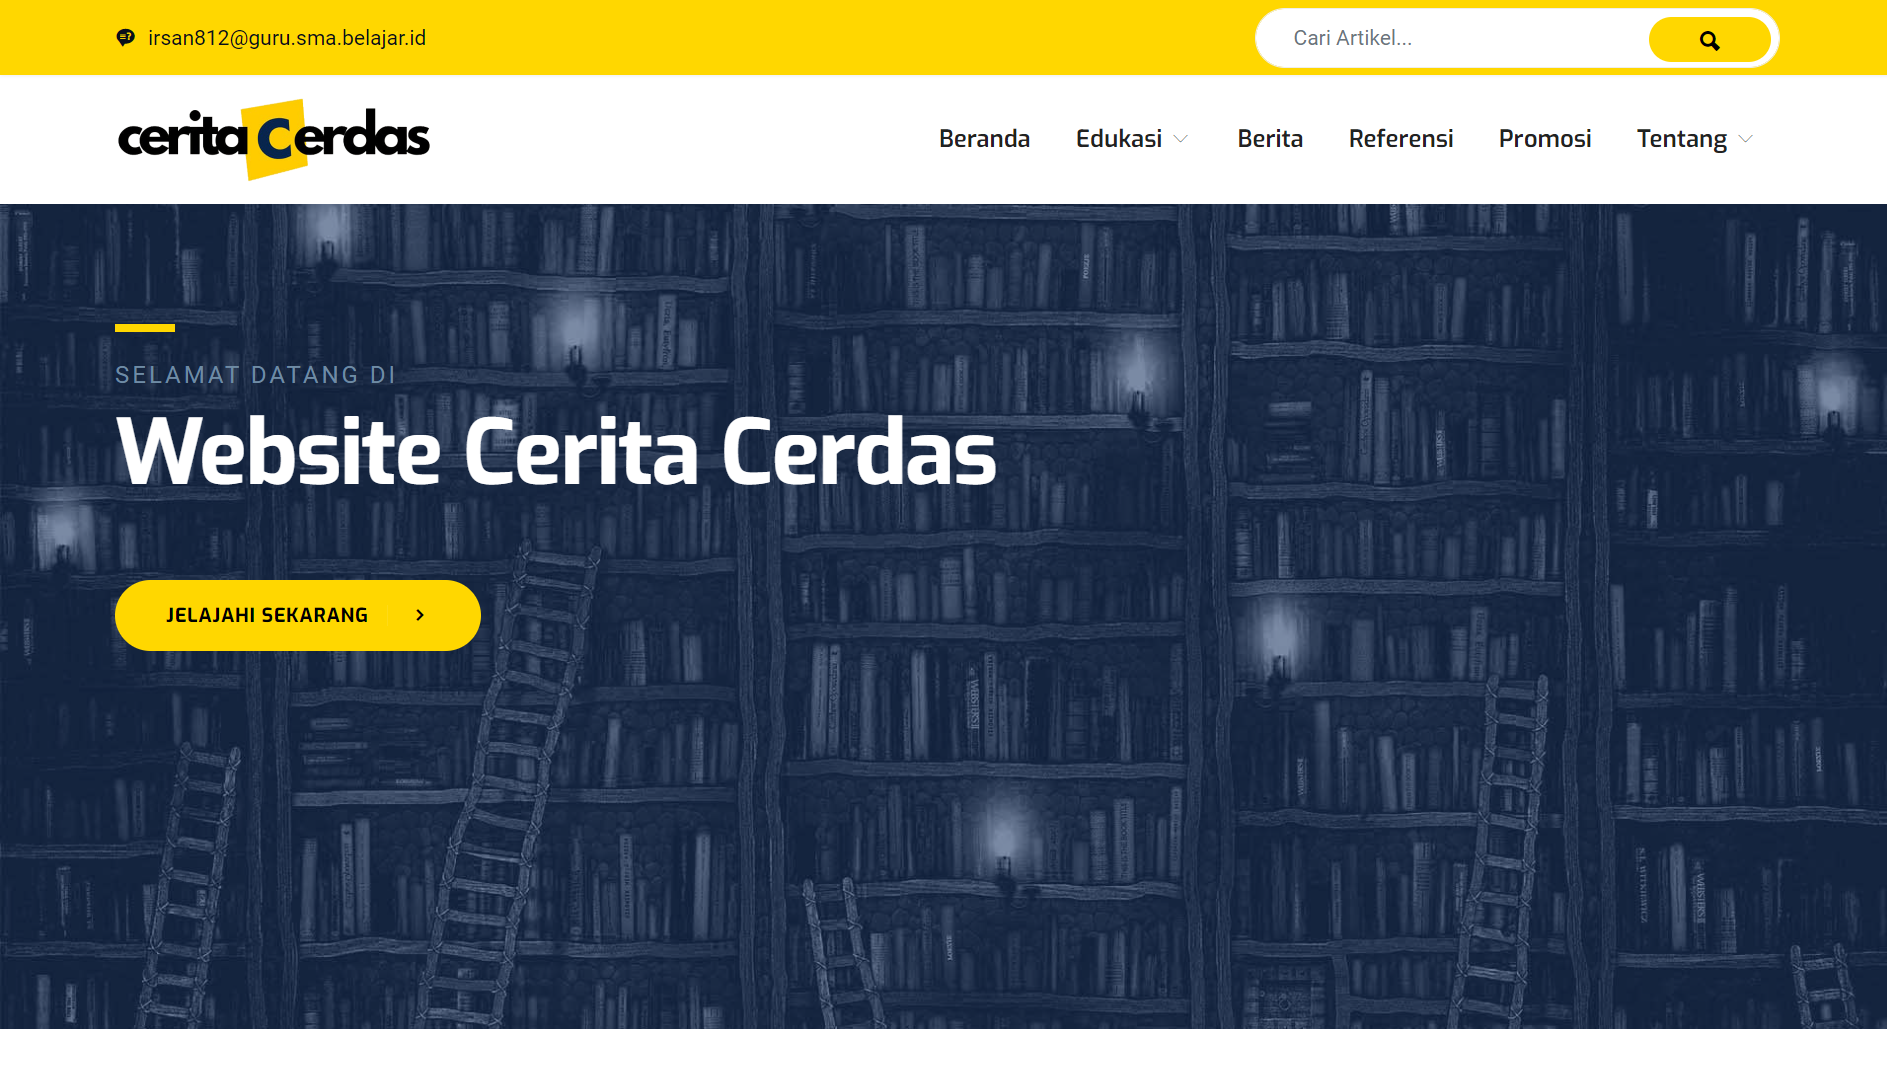 irsan812@guru.sma.belajar.id
Cari Artikel...
cerita Cerdas
Beranda Edukasi Berita Referensi Promosi Tentang
SELAMAT DATANG DI
Website Cerita Cerdas
JELAJAHI SEKARANG